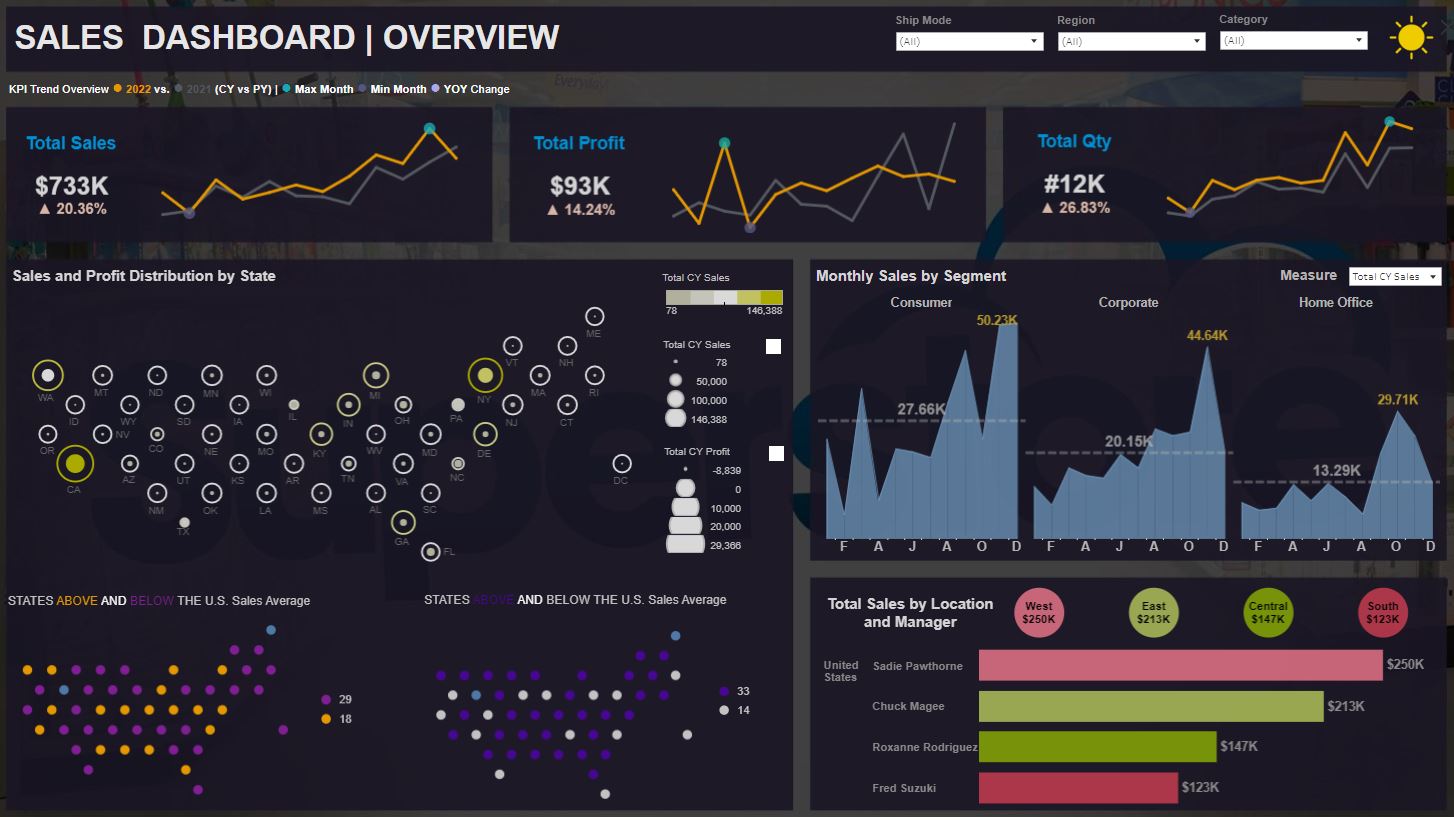 SALES DASHBOARD | OVERVIEW
Ship Mode
(All)
Region
(All)
Category
(All)
KPI Trend Overview 2022 vs. 2021 (CY vs PY) | Max Month Min Month YOY Change
Everyday!
Total Sales
$733K
▲ 20.36%
Total Profit
$93K
▲ 14.24%
Total Qty
#12K
▲ 26.83%
Sales and Profit Distribution by State
Total CY Sales
78 146,388
Total CY Sales
78
50,000
100,000
146,388
Total CY Profit
-8,839
0
10,000
20,000
29,366
ME
VT NH
WA MT ND MN WI MI NY MA RI
ID WY SD IA IL IN OH PA NJ CT
OR NV CO NE MO KY WV MD DE
CA AZ UT KS AR TN VA NC DC
NM OK LA MS AL SC
TX GA
FL
STATES ABOVE AND BELOW THE U.S. Sales Average
29
18
STATES ABOVE AND BELOW THE U.S. Sales Average
33
14
Monthly Sales by Segment
Measure
Total CY Sales
Consumer Corporate Home Office
50.23K
27.66K
44.64K
20.15K
29.71K
13.29K
F A J A O D F A J A O D F A J A O D
Total Sales by Location
and Manager
West
$250K
East
$213K
Central
$147K
South
$123K
United
States
Sadie Pawthorne $250K
Chuck Magee $213K
Roxanne Rodriguez $147K
Fred Suzuki $123K